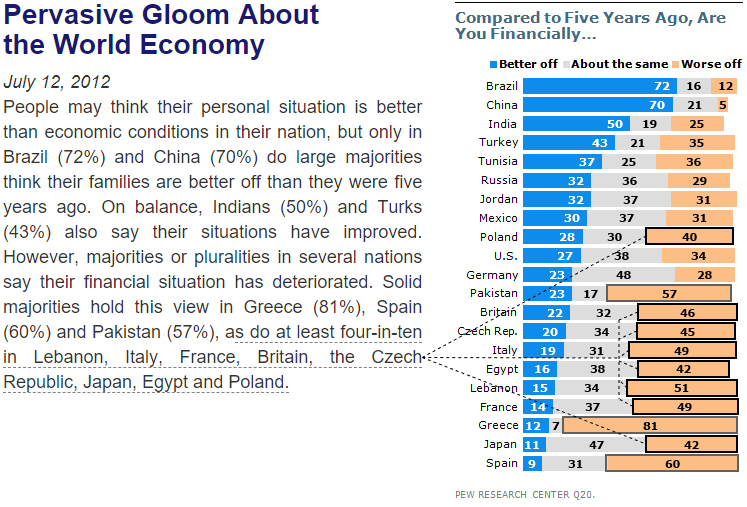 Pervasive Gloom About
the World Economy
July 12, 2012
People may think their personal situation is better
than economic conditions in their nation, but only in
Brazil (72%) and China (70%) do large majorities
think their families are better off than they were five
years ago. On balance, Indians (50%) and Turks
(43%) also say their situations have improved.
However, majorities or pluralities in several nations
say their financial situation has deteriorated. Solid
majorities hold this view in Greece (81%), Spain
(60%) and Pakistan (57%), as do at least four-in-ten
in Lebanon, Italy, France, Britain, the Czech
Republic, Japan, Egypt and Poland.
Compared to Five Years Ago, Are
You Financially...
Better off About the same Worse off
Brazil 72 16 12
China 70 21 5
India 50 19 25
Turkey 43 21 35
Tunisia 37 25 36
Russia 32 36 29
Jordan 32 37 31
Mexico 30 37 31
Poland 28 30 40
U.S. 27 38 34
Germany 23 48 28
Pakistan 23 17 57
Britain 22 32 46
Czech Rep. 20 34 45
Italy 19 31 49
Egypt 16 38 42
Lebanon 15 34 51
France 14 37 49
Greece 12 7 81
Japan 11 47 42
Spain 9 31 60
PEW RESEARCH CENTER Q20.